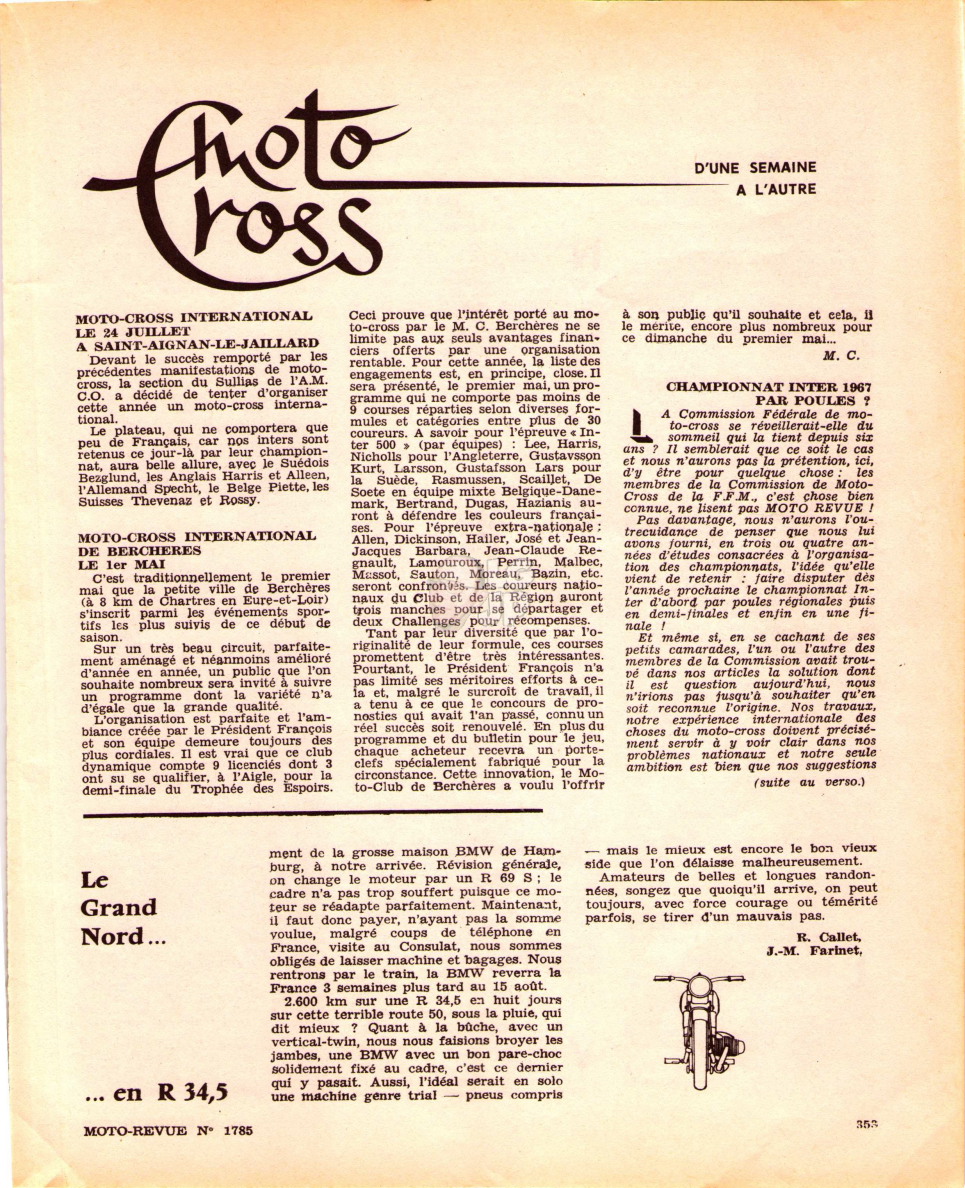 Moto
Cross
D'UNE SEMAINE
A L'AUTRE
MOTO-CROSS INTERNATIONAL
LE 24 JUILLET
A SAINT-AIGNAN-LE-JAILLARD
Devant le succès remporté par les
précédentes manifestations de moto-
cross, la section du Sullias de l'A.M.
C.O. a décidé de tenter d'organiser
cette année un moto-cross interna-
tional.
Le plateau, qui ne comportera que
peu de Français, car nos inters sont
retenus ce jour-là par leur champion-
nat, aura belle allure, avec le Suédois
Bezglund, les Anglais Harris et Alleen,
l'Allemand Specht, le Belge Piette, les
Suisses Thevenaz et Rossy.
MOTO-CROSS INTERNATIONAL
DE BERCHERES
LE 1er MAI
C'est traditionnellement le premier
mai que la petite ville de Berchères
(à 8 km de Chartres en Eure-et-Loir)
s'inscrit parmi les événements spor-
tifs les plus suivis de ce début de
saison.
Sur un très beau circuit, parfaite-
ment aménagé et néanmoins amélioré
d'année en année, un public que l'on
souhaite nombreux sera invité à suivre
un programme dont la variété n'a
d'égale que la grande qualité.
L'organisation est parfaite et l'am-
biance créée par le Président François
et son équipe demeure toujours des
plus cordiales. Il est vrai que ce club
dynamique compte 9 licenciés dont 3
ont su se qualifier, à l'Aigle, pour la
demi-finale du Trophée des Espoirs.
Ceci prouve que l'intérêt porté au mo-
to-cross par le M. C. Berchères ne se
limite pas aux seuls avantages finan-
ciers offerts par une organisation
rentable. Pour cette année, la liste des
engagements est, en principe, close. Il
sera présenté, le premier mai, un pro-
gramme qui ne comporte pas moins de
9 courses réparties selon diverses for-
mules et catégories entre plus de 30
coureurs. A savoir pour l'épreuve « In-
ter 500 » (par équipes) : Lee, Harris,
Nicholls pour l'Angleterre, Gustavsson
Kurt, Larsson, Gustafsson Lars pour
la Suède, Rasmussen, Scaillet, De
Soete en équipe mixte Belgique-Dane-
mark, Bertrand, Dugas, Hazianis au-
ront à défendre les couleurs françai-
ses. Pour l'épreuve extra-nationale :
Allen, Dickinson, Hailer, José et Jean-
Jacques Barbara, Jean-Claude Re-
gnault, Lamouroux, Perrin, Malbec,
Mussot, Sauton, Moreau, Bazin, etc.
seront confrontés. Les coureurs natio-
naux du Club et de la Région auront
trois manches pour se départager et
deux Challenges pour récompenses.
Tant par leur diversité que par l'o-
riginalité de leur formule, ces courses
promettent d'être très intéressantes.
Pourtant, le Président François n'a
pas limité ses méritoires efforts à ce-
la et, malgré le surcroît de travail, il
a tenu à ce que le concours de pro-
nostics qui avait l'an passé, connu un
réel succès soit renouvelé. En plus du
programme et du bulletin pour le jeu,
chaque acheteur recevra un porte-
clefs spécialement fabriqué pour la
circonstance. Cette innovation, le Mo-
to-Club de Berchères a voulu l'offrir
à son public qu'il souhaite et cela, il
le mérite, encore plus nombreux pour
ce dimanche du premier mai...
M. C.
CHAMPIONNAT INTER 1967
PAR POULES ?
LA Commission Fédérale de mo-
to-cross se réveillerait-elle du
sommeil qui la tient depuis six
ans ? Il semblerait que ce soit le cas
et nous n'aurons pas la prétention, ici,
d'y être pour quelque chose : les
membres de la Commission de Moto-
Cross de la F.F.M., c'est chose bien
connue, ne lisent pas MOTO REVUE !
Pas davantage, nous n'aurons l'ou-
trecuidance de penser que nous lui
avons fourni, en trois ou quatre an-
nées d'études consacrées à l'organisa-
tion des championnats, l'idée qu'elle
vient de retenir : faire disputer dès
l'année prochaine le championnat In-
ter d'abord par poules régionales puis
en demi-finales et enfin en une fi-
nale !
Et même si, en se cachant de ses
petits camarades, l'un ou l'autre des
membres de la Commission avait trou-
vé dans nos articles la solution dont
il est question aujourd'hui, nous
n'irions pas jusqu'à souhaiter qu'en
soit reconnue l'origine. Nos travaux,
notre expérience internationale des
choses du moto-cross doivent précisé-
ment servir à y voir clair dans nos
problèmes nationaux et notre seule
ambition est bien que nos suggestions
(suite au verso.)
Le
Grand
Nord...
... en R 34,5
ment de la grosse maison BMW de Ham-
burg, à notre arrivée. Révision générale,
on change le moteur par un R 69 S ; le
cadre n'a pas trop souffert puisque ce mo-
teur se réadapte parfaitement. Maintenant,
il faut donc payer, n'ayant pas la somme
voulue, malgré coups de téléphone en
France, visite au Consulat, nous sommes
obligés de laisser machine et bagages. Nous
rentrons par le train, la BMW reverra la
France 3 semaines plus tard au 15 août.
2.600 km sur une R 34,5 en huit jours
sur cette terrible route 50, sous la pluie, qui
dit mieux ? Quant à la bûche, avec un
vertical-twin, nous nous faisions broyer les
jambes, une BMW avec un bon pare-choc
solidement fixé au cadre, c'est ce dernier
qui y pasait. Aussi, l'idéal serait en solo
une machine genre trial — pneus compris
— mais le mieux est encore le bon vieux
side que l'on délaisse malheureusement.
Amateurs de belles et longues randon-
nées, songez que quoiqu'il arrive, on peut
toujours, avec force courage ou témérité
parfois, se tirer d'un mauvais pas.
R. Callet,
J.-M. Farinet,
MOTO-REVUE N° 1785
353